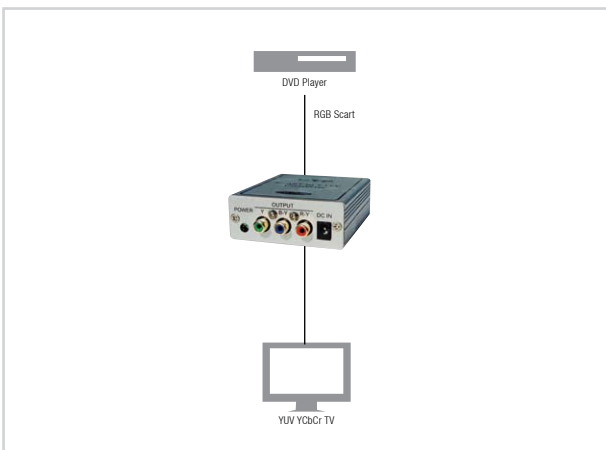 DVD Player
RGB Scart
OUTPUT
POWER Y B-Y R-Y DC IN
YUV YCbCr TV